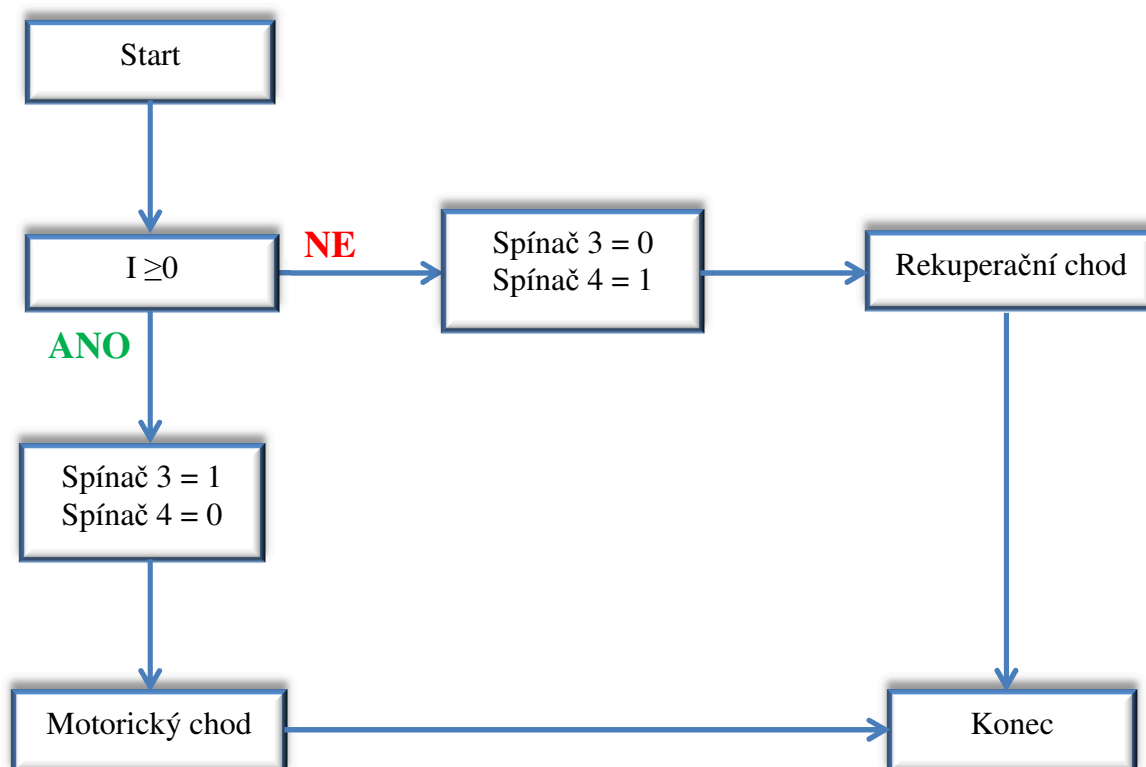 Start
I ≥0
NE
Spínač 3 = 0
Spínač 4 = 1
Rekuperační chod
ANO
Spínač 3 = 1
Spínač 4 = 0
Motorický chod
Konec